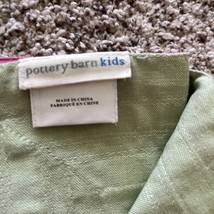 pottery barn kids
MADE IN CHINA
FABRIQUÉ EN CHINE